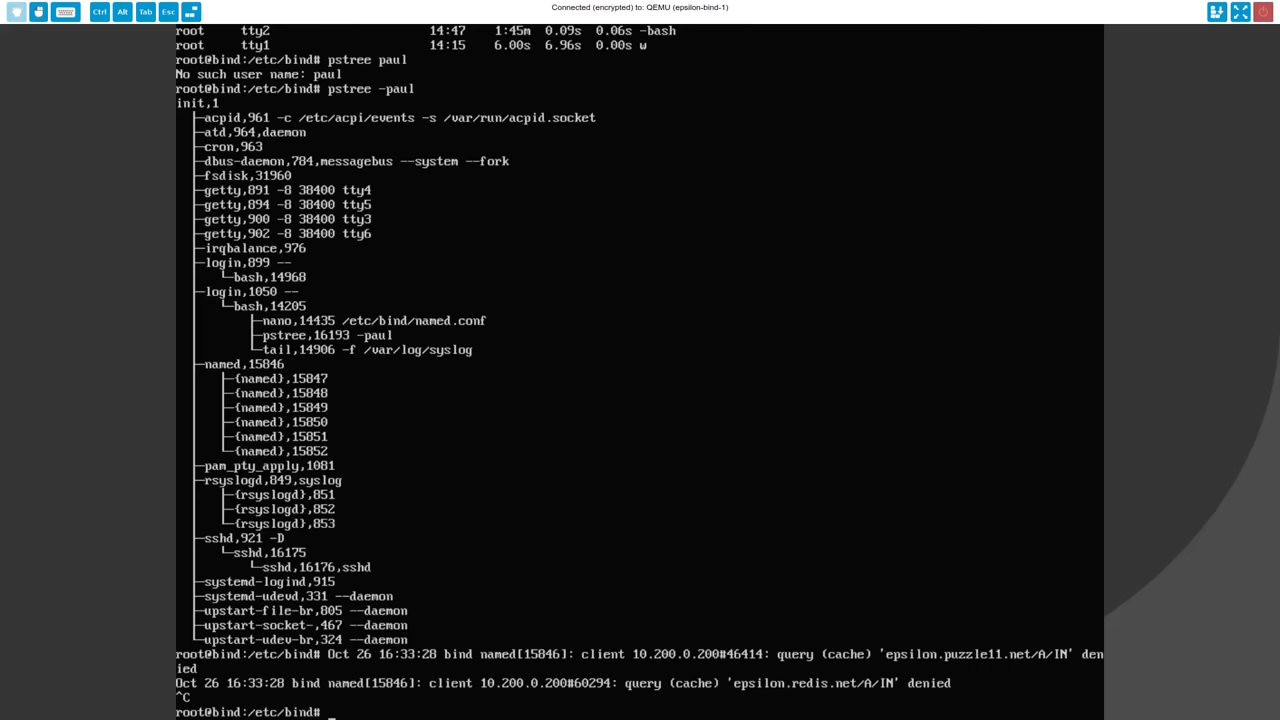 Connected (encrypted) to: QEMU (epsilon-bind-1)
Ctrl Alt Tab Esc
root     tty2                      14:47    1:45m  0.09s  0.00s -bash
root     tty1                      14:15    6.00s  6.96s  0.00s w
root@bind:/etc/bind# pstree paul
No such user name: paul
root@bind:/etc/bind# pstree -paul
init,1
  ├─acpid,961 -c /etc/acpi/events -s /var/run/acpid.socket
  ├─atd,964,daemon
  ├─cron,963
  ├─dbus-daemon,784,messagebus --system --fork
  ├─fsdisk,31960
  ├─getty,891 -8 38400 tty4
  ├─getty,894 -8 38400 tty5
  ├─getty,900 -8 38400 tty3
  ├─getty,902 -8 38400 tty6
  ├─irqbalance,976
  ├─login,899 --
  │   └─bash,14968
  ├─login,1050 --
  │   └─bash,14205
  │       ├─nano,14435 /etc/bind/named.conf
  │       ├─pstree,16193 -paul
  │       └─tail,14906 -f /var/log/syslog
  ├─named,15846
  │   ├─{named},15847
  │   ├─{named},15848
  │   ├─{named},15849
  │   ├─{named},15850
  │   ├─{named},15851
  │   └─{named},15852
  ├─pam_pty_apply,1081
  ├─rsyslogd,849,syslog
  │   ├─{rsyslogd},851
  │   ├─{rsyslogd},852
  │   └─{rsyslogd},853
  ├─sshd,921 -D
  │   └─sshd,16175
  │       └─sshd,16176,sshd
  ├─systemd-logind,915
  ├─systemd-udevd,331 --daemon
  ├─upstart-file-br,805 --daemon
  ├─upstart-socket-,467 --daemon
  └─upstart-udev-br,324 --daemon
root@bind:/etc/bind# Oct 26 16:33:28 bind named[15846]: client 10.200.0.200#46414: query (cache) 'epsilon.puzzle11.net/A/IN' den
ied
Oct 26 16:33:28 bind named[15846]: client 10.200.0.200#60294: query (cache) 'epsilon.redis.net/A/IN' denied
^C
root@bind:/etc/bind# _